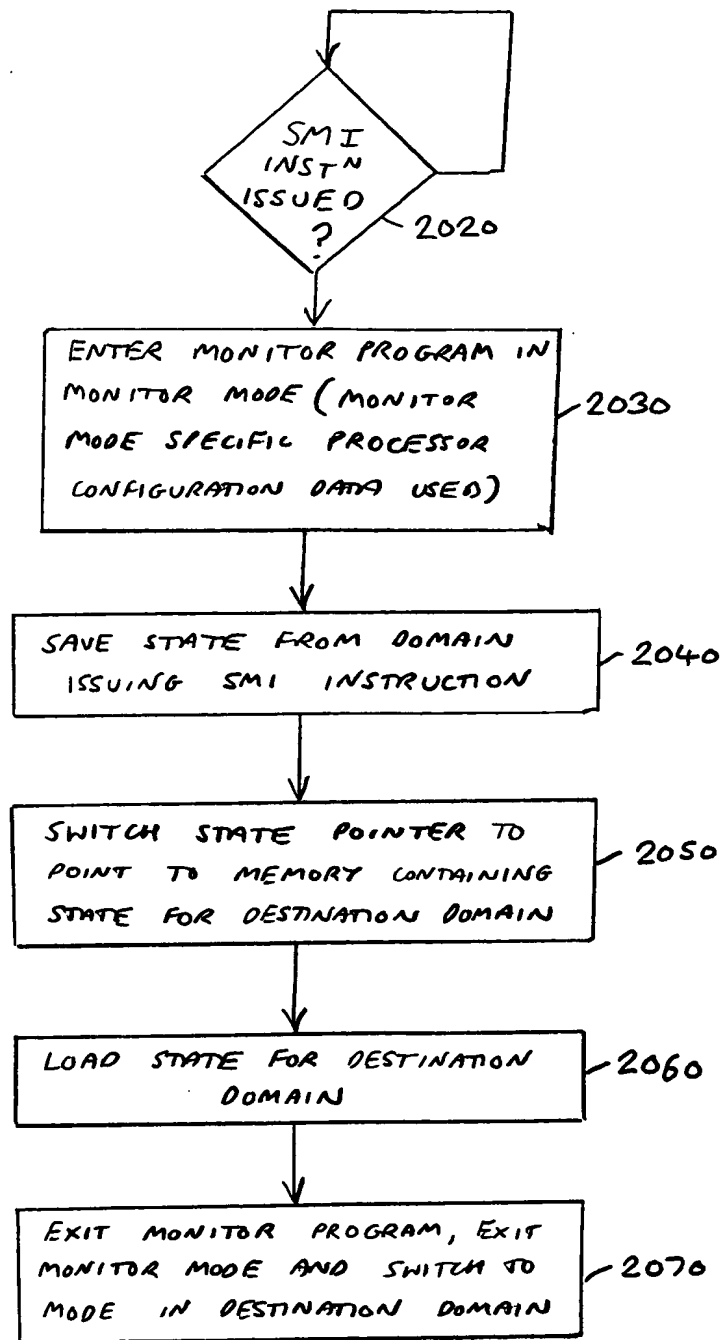 SMI
INSTN
ISSUED
?
2020
ENTER MONITOR PROGRAM IN
MONITOR MODE (MONITOR
MODE SPECIFIC PROCESSOR
CONFIGURATION DATA USED)
2030
SAVE STATE FROM DOMAIN
ISSUING SMI INSTRUCTION
2040
SWITCH STATE POINTER TO
POINT TO MEMORY CONTAINING
STATE FOR DESTINATION DOMAIN
2050
LOAD STATE FOR DESTINATION
DOMAIN
2060
EXIT MONITOR PROGRAM, EXIT
MONITOR MODE AND SWITCH TO
MODE IN DESTINATION DOMAIN
2070